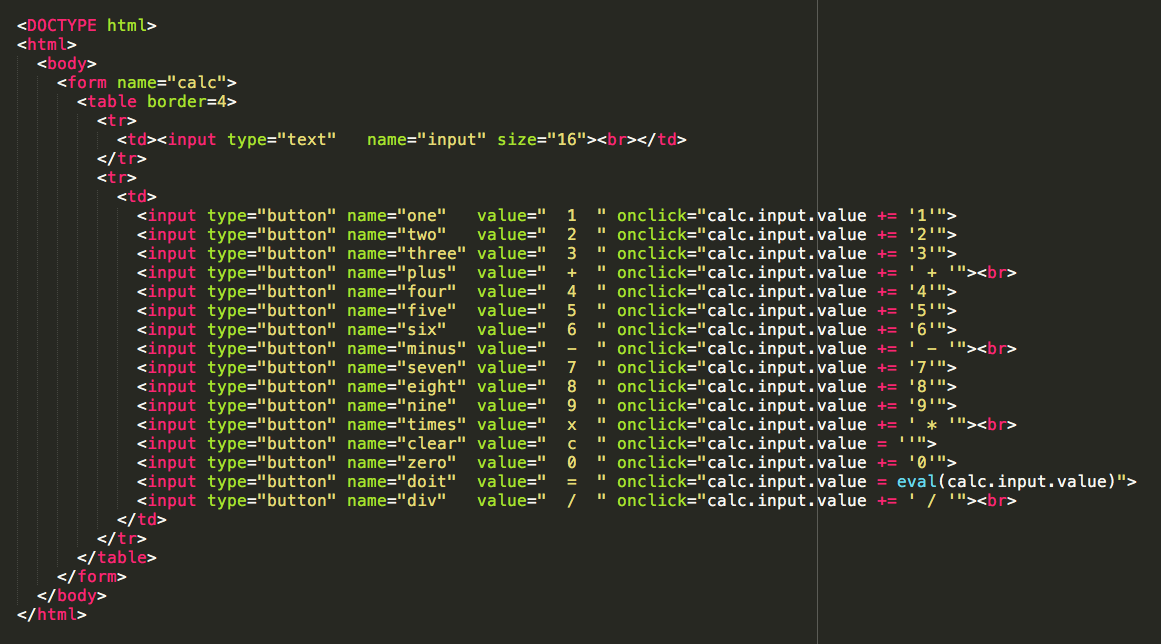 <DOCTYPE html>
<html>
  <body>
    <form name="calc">
      <table border=4>
        <tr>
          <td><input type="text"   name="input" size="16"><br></td>
        </tr>
        <tr>
          <td>
            <input type="button" name="one"   value="  1  " onclick="calc.input.value += '1'">
            <input type="button" name="two"   value="  2  " onclick="calc.input.value += '2'">
            <input type="button" name="three" value="  3  " onclick="calc.input.value += '3'">
            <input type="button" name="plus"  value="  +  " onclick="calc.input.value += ' + '"><br>
            <input type="button" name="four"  value="  4  " onclick="calc.input.value += '4'">
            <input type="button" name="five"  value="  5  " onclick="calc.input.value += '5'">
            <input type="button" name="six"   value="  6  " onclick="calc.input.value += '6'">
            <input type="button" name="minus" value="  -  " onclick="calc.input.value += ' - '"><br>
            <input type="button" name="seven" value="  7  " onclick="calc.input.value += '7'">
            <input type="button" name="eight" value="  8  " onclick="calc.input.value += '8'">
            <input type="button" name="nine"  value="  9  " onclick="calc.input.value += '9'">
            <input type="button" name="times" value="  x  " onclick="calc.input.value += ' * '"><br>
            <input type="button" name="clear" value="  c  " onclick="calc.input.value = ''">
            <input type="button" name="zero"  value="  0  " onclick="calc.input.value += '0'">
            <input type="button" name="doit"  value="  =  " onclick="calc.input.value = eval(calc.input.value)">
            <input type="button" name="div"   value="  /  " onclick="calc.input.value += ' / '"><br>
          </td>
        </tr>
      </table>
    </form>
  </body>
</html>